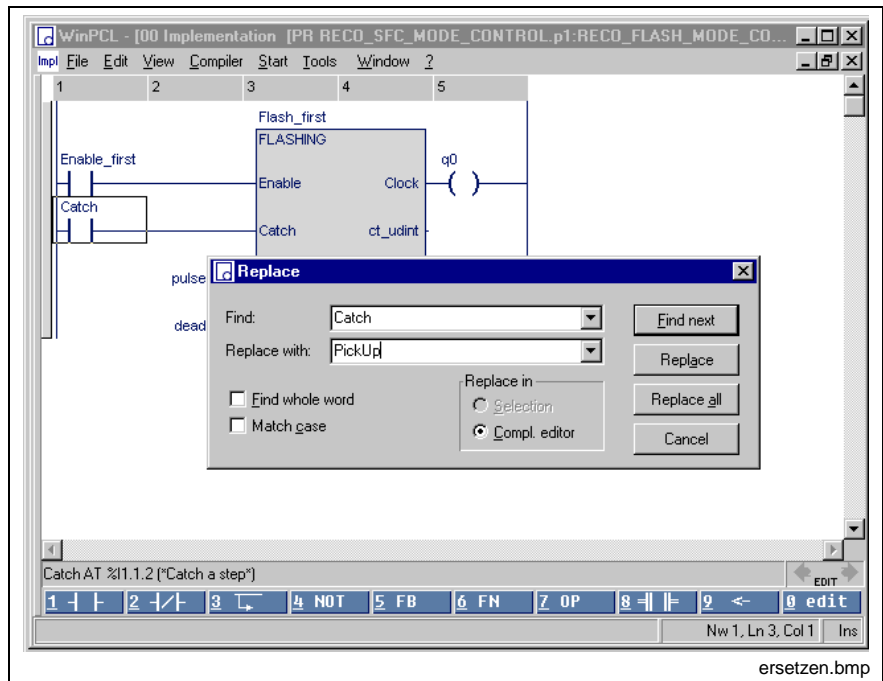 WinPCL - [00 Implementation [PR RECO_SFC_MODE_CONTROL.p1:RECO_FLASH_MODE_CO...
Impl File Edit View Compiler Start Tools Window ?
1 2 3 4 5
Flash_first
FLASHING
Enable_first
q0
Enable Clock
Catch
Catch ct_udint
pulse
dead
Replace
Find: Catch
Find next
Replace with: PickUp
Replace
Replace in
Find whole word
Selection
Replace all
Match case
Compl. editor
Cancel
Catch AT %I1.1.2 (*Catch a step*)
EDIT
1 2 3 4 NOT 5 FB 6 FN 7 OP 8 9 <- 0 edit
Nw 1, Ln 3, Col 1 Ins
ersetzen.bmp